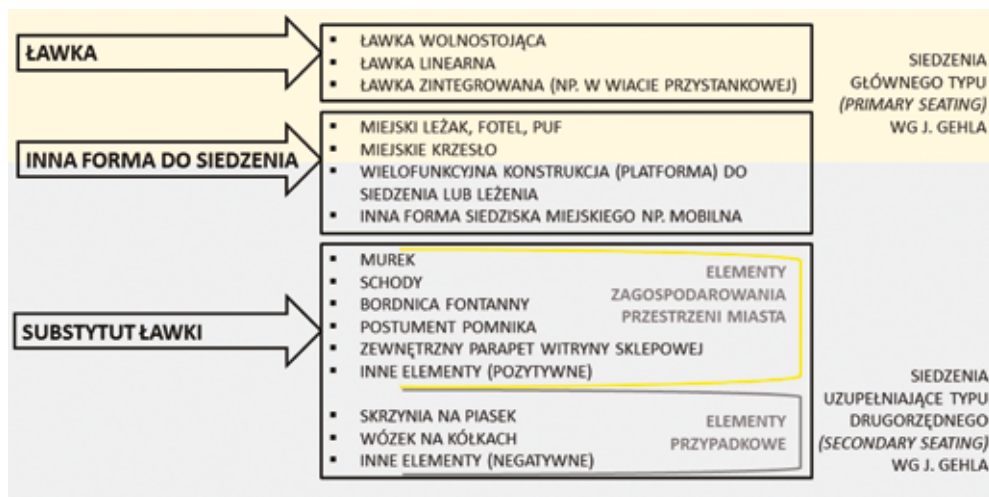 ŁAWKA
▪ ŁAWKA WOLNOSTOJĄCA
▪ ŁAWKA LINEARNA
▪ ŁAWKA ZINTEGROWANA (NP. W WIACIE PRZYSTANKOWEJ)
SIEDZENIA
GŁÓWNEGO TYPU
(PRIMARY SEATING)
WG J. GEHLA
INNA FORMA DO SIEDZENIA
▪ MIEJSKI LEŻAK, FOTEL, PUF
▪ MIEJSKIE KRZESŁO
▪ WIELOFUNKCYJNA KONSTRUKCJA (PLATFORMA) DO
SIEDZENIA LUB LEŻENIA
▪ INNA FORMA SIEDZISKA MIEJSKIEGO NP. MOBILNA
SUBSTYTUT ŁAWKI
▪ MUREK
▪ SCHODY
▪ BORDNICA FONTANNY
▪ POSTUMENT POMNIKA
▪ ZEWNĘTRZNY PARAPET WITRYNY SKLEPOWEJ
▪ INNE ELEMENTY (POZYTYWNE)
ELEMENTY
ZAGOSPODAROWANIA
PRZESTRZENI MIASTA
▪ SKRZYNIA NA PIASEK
▪ WÓZEK NA KÓŁKACH
▪ INNE ELEMENTY (NEGATYWNE)
ELEMENTY
PRZYPADKOWE
SIEDZENIA
UZUPEŁNIAJĄCE TYPU
DRUGORZĘDNEGO
(SECONDARY SEATING)
WG J. GEHLA